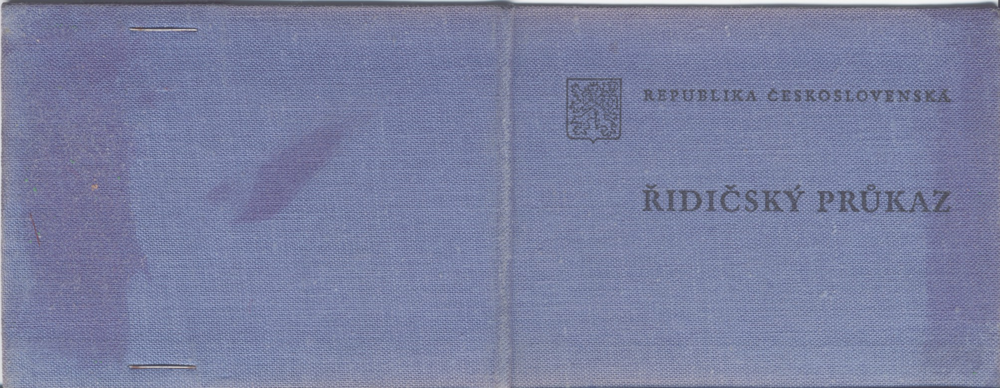 REPUBLIKA ČESKOSLOVENSKÁ
ŘIDIČSKÝ PRŮKAZ